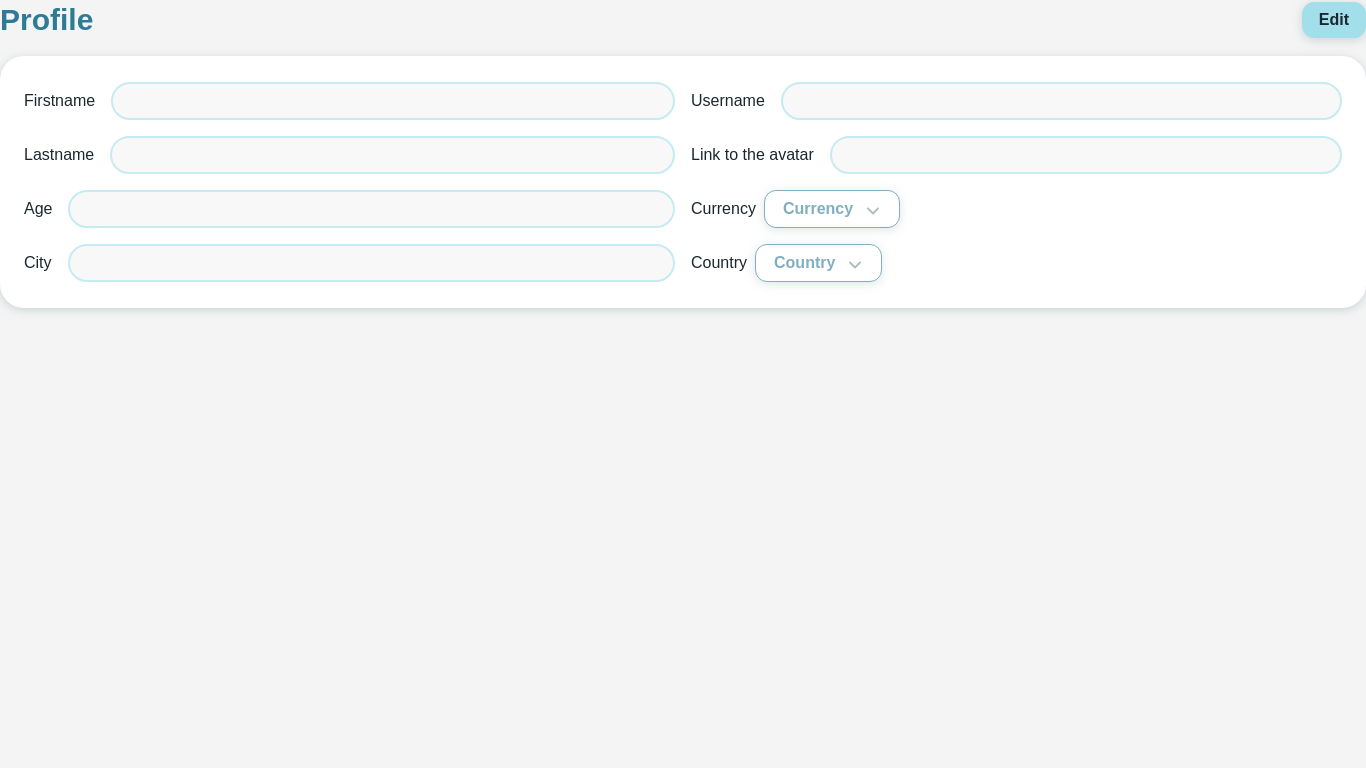 Profile
Edit
Firstname
Username
Lastname
Link to the avatar
Age
Currency Currency
City
Country Country